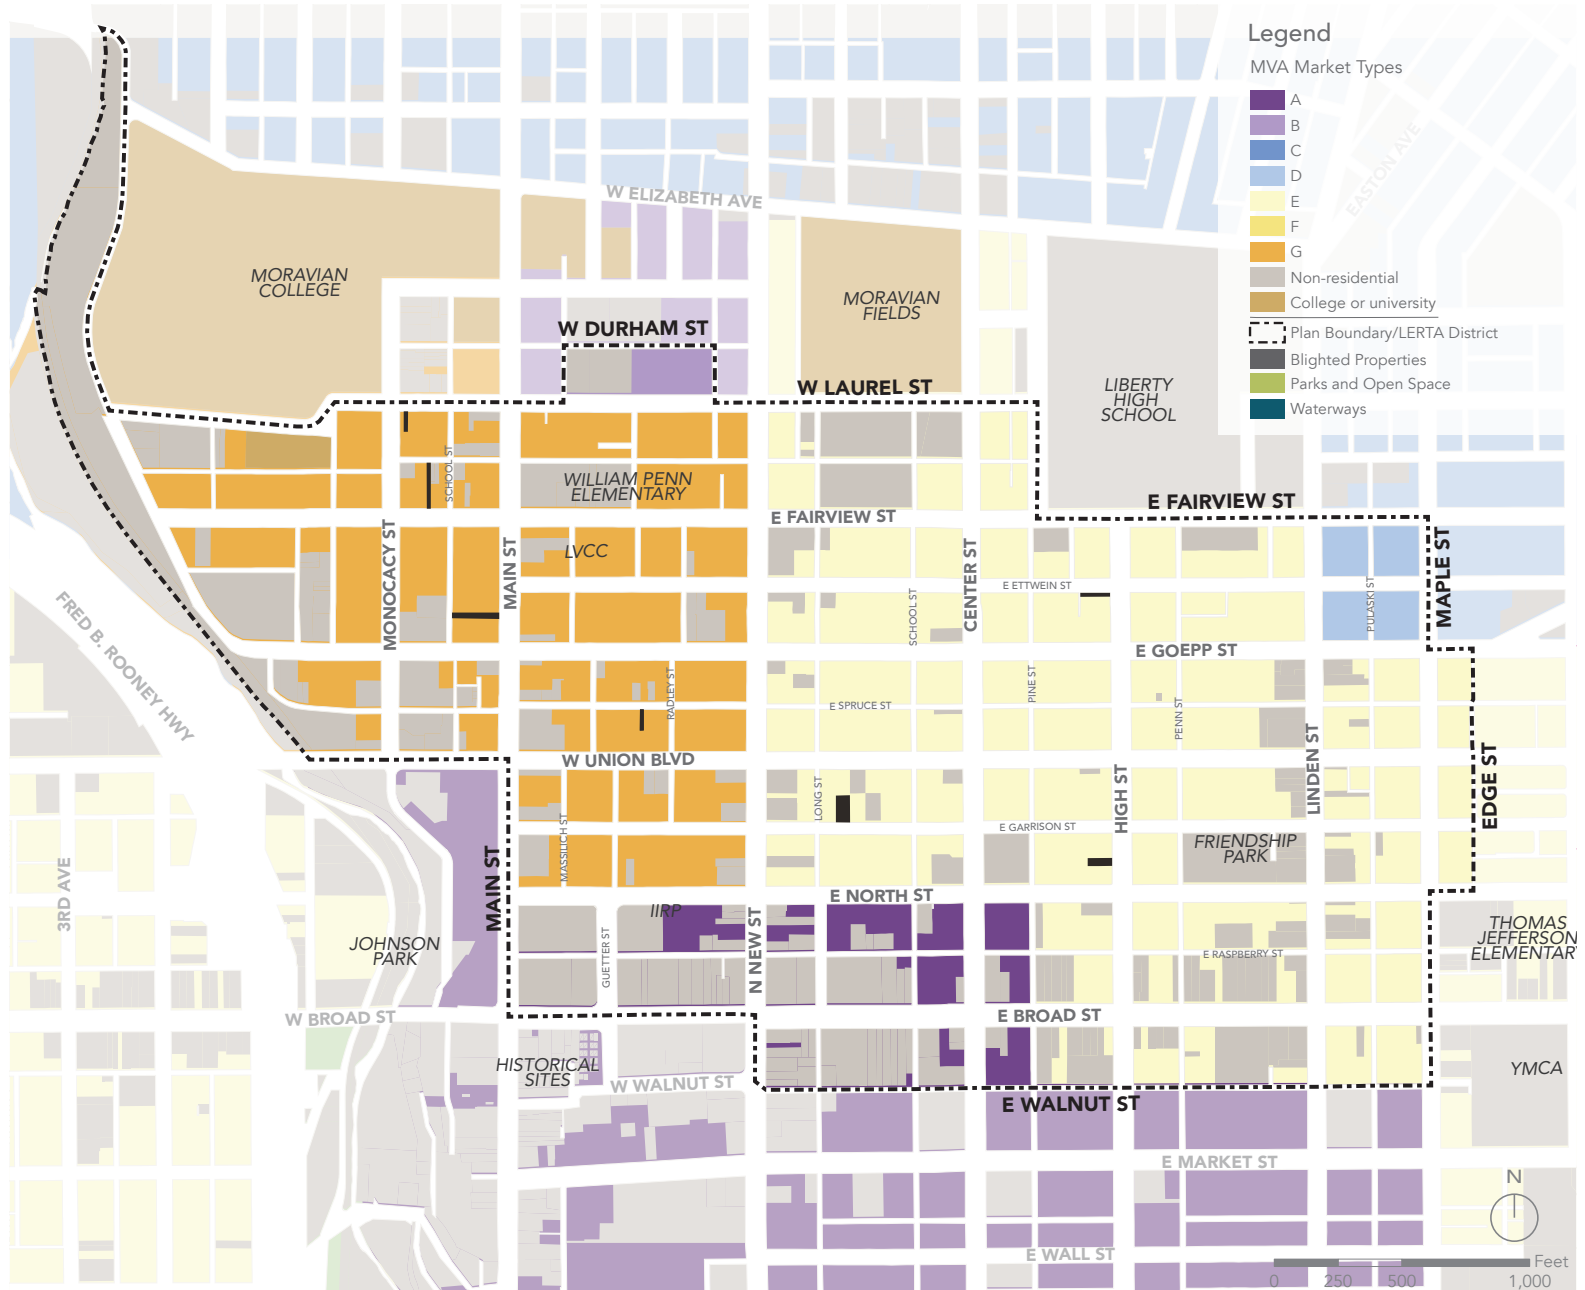 Legend
MVA Market Types
A
B
C
D
E
F
G
Non-residential
College or university
Plan Boundary/LERTA District
Blighted Properties
Parks and Open Space
Waterways
EASTON AVE
W ELIZABETH AVE
MORAVIAN
COLLEGE
MORAVIAN
FIELDS
W DURHAM ST
W LAUREL ST
LIBERTY
HIGH
SCHOOL
SCHOOL ST
WILLIAM PENN
ELEMENTARY
E FAIRVIEW ST
E FAIRVIEW ST
MONOCACY ST
MAIN ST
LVCC
CENTER ST
MAPLE ST
E ETTWEIN ST
SCHOOL ST
PULASKI ST
FRED B. ROONEY HWY
E GOEPP ST
RADLEY ST
PINE ST
E SPRUCE ST
PENN ST
LINDEN ST
EDGE ST
W UNION BLVD
LONG ST
HIGH ST
MASSILICH ST
E GARRISON ST
FRIENDSHIP
PARK
3RD AVE
MAIN ST
E NORTH ST
IIRP
N NEW ST
GUETTER ST
JOHNSON
PARK
THOMAS
JEFFERSON
ELEMENTARY
E RASPBERRY ST
W BROAD ST
E BROAD ST
HISTORICAL
SITES
W WALNUT ST
YMCA
E WALNUT ST
E MARKET ST
N
E WALL ST
Feet
0 250 500 1,000